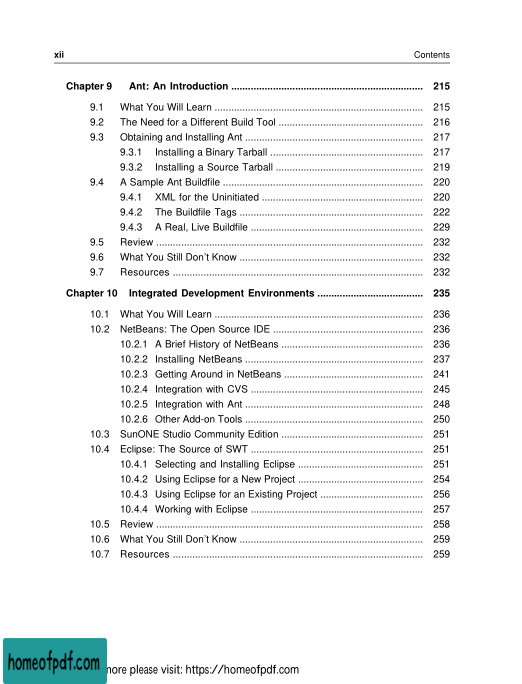 xii Contents
Chapter 9 Ant: An Introduction ..................................................................... 215
9.1 What You Will Learn ........................................................................... 215
9.2 The Need for a Different Build Tool .................................................... 216
9.3 Obtaining and Installing Ant ................................................................ 217
9.3.1 Installing a Binary Tarball ....................................................... 217
9.3.2 Installing a Source Tarball ..................................................... 219
9.4 A Sample Ant Buildfile ........................................................................ 220
9.4.1 XML for the Uninitiated .......................................................... 220
9.4.2 The Buildfile Tags .................................................................. 222
9.4.3 A Real, Live Buildfile .............................................................. 229
9.5 Review ................................................................................................ 232
9.6 What You Still Don't Know .................................................................. 232
9.7 Resources .......................................................................................... 232
Chapter 10 Integrated Development Environments ...................................... 235
10.1 What You Will Learn ........................................................................... 236
10.2 NetBeans: The Open Source IDE ...................................................... 236
10.2.1 A Brief History of NetBeans ................................................... 236
10.2.2 Installing NetBeans ................................................................ 237
10.2.3 Getting Around in NetBeans .................................................. 241
10.2.4 Integration with CVS .............................................................. 245
10.2.5 Integration with Ant ................................................................ 248
10.2.6 Other Add-on Tools ................................................................ 250
10.3 SunONE Studio Community Edition ................................................... 251
10.4 Eclipse: The Source of SWT .............................................................. 251
10.4.1 Selecting and Installing Eclipse ............................................. 251
10.4.2 Using Eclipse for a New Project ............................................. 254
10.4.3 Using Eclipse for an Existing Project ..................................... 256
10.4.4 Working with Eclipse .............................................................. 257
10.5 Review ................................................................................................ 258
10.6 What You Still Don't Know .................................................................. 259
10.7 Resources .......................................................................................... 259
homeofpdf.com more please visit: https://homeofpdf.com